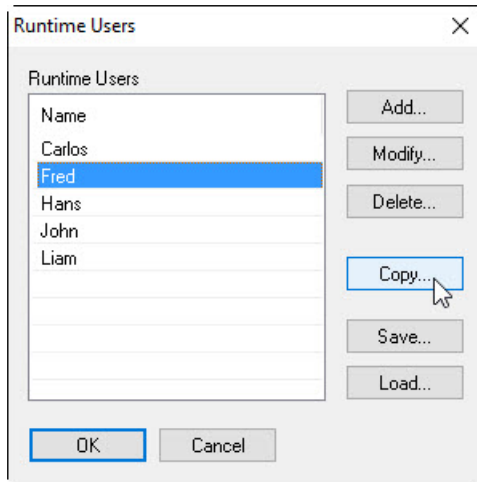 Runtime Users
Runtime Users
Name
Carlos
Fred
Hans
John
Liam
Add...
Modify...
Delete...
Copy...
Save...
Load...
OK
Cancel